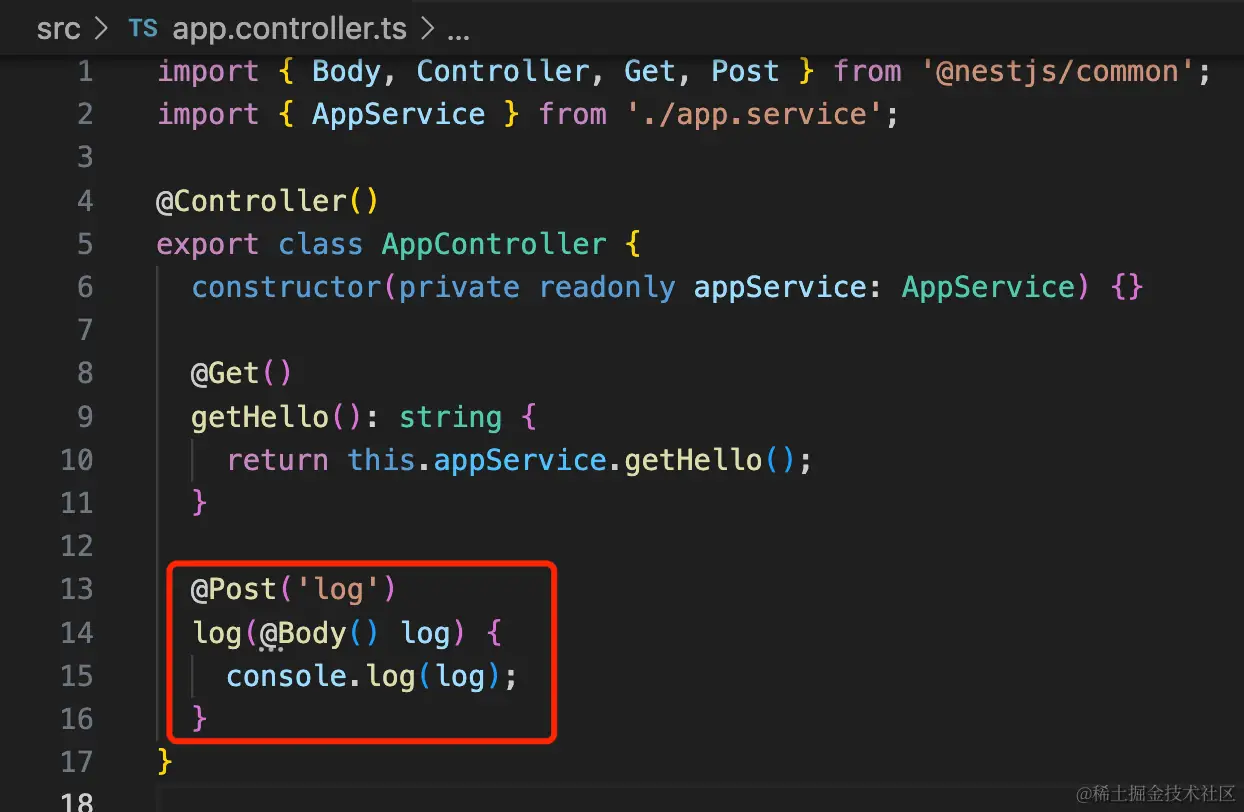 src > TS app.controller.ts > ...
1 import { Body, Controller, Get, Post } from '@nestjs/common';
2 import { AppService } from './app.service';
3
4 @Controller()
5 export class AppController {
6   constructor(private readonly appService: AppService) {}
7
8   @Get()
9   getHello(): string {
10     return this.appService.getHello();
11   }
12
13   @Post('log')
14   log(@Body() log) {
15     console.log(log);
16   }
17 }
18
@稀土掘金技术社区